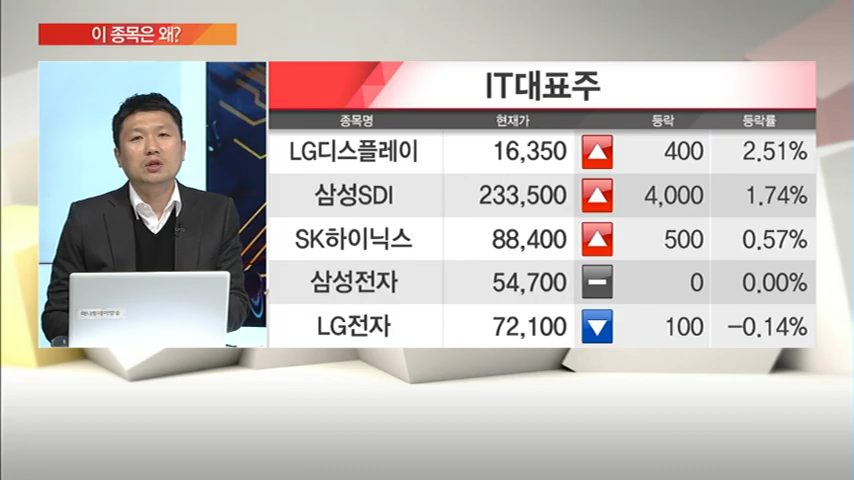 이 종목은 왜?
IT대표주
종목명 현재가 등락 등락률
LG디스플레이 16,350 400 2.51%
삼성SDI 233,500 4,000 1.74%
SK하이닉스 88,400 500 0.57%
삼성전자 54,700 0 0.00%
LG전자 72,100 100 -0.14%